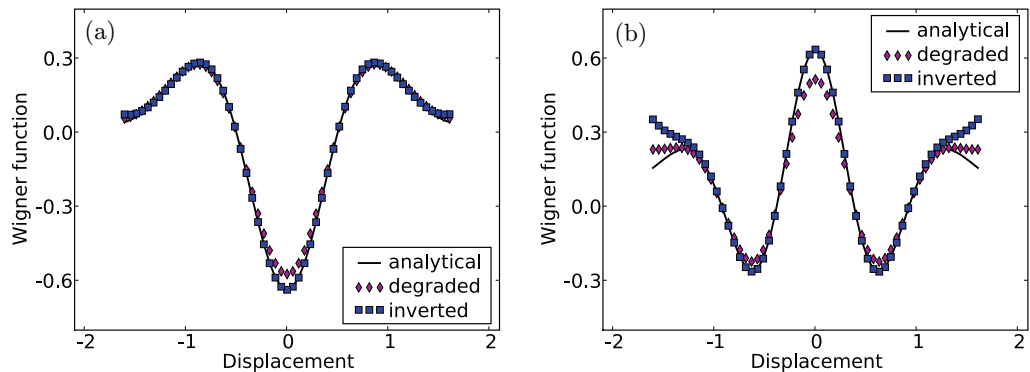 (a)
0.3
0.0
-0.3
-0.6
Wigner function
analytical
degraded
inverted
-2 -1 0 1 2
Displacement
(b)
0.6
0.3
0.0
-0.3
Wigner function
analytical
degraded
inverted
-2 -1 0 1 2
Displacement